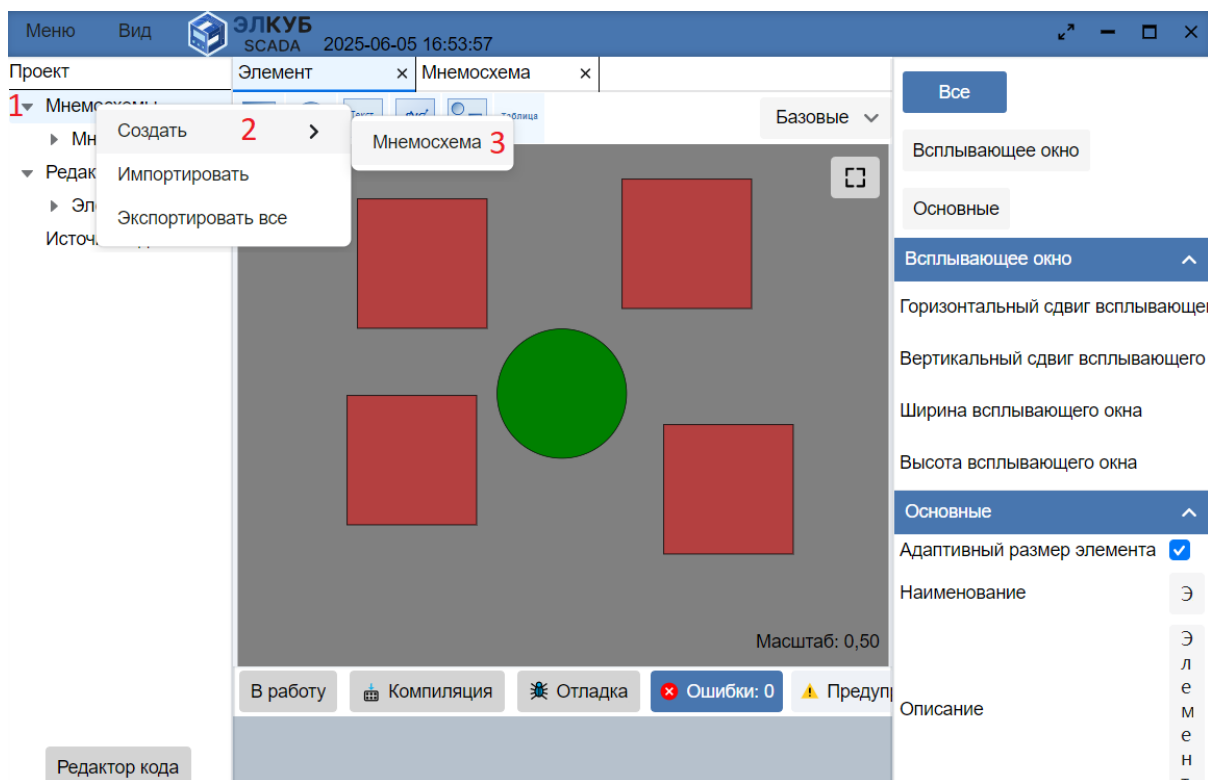 Меню Вид ЭЛКУБ
SCADA 2025-06-05 16:53:57
Проект
1 Мнемосхемы
Создать 2
Мнемосхема 3
Импортировать
Экспортировать все
Элемент Мнемосхема
Текст Таблица
Базовые
Масштаб: 0,50
В работу Компиляция Отладка Ошибки: 0 Предупр
Редактор кода
Все
Всплывающее окно
Основные
Всплывающее окно
Горизонтальный сдвиг всплывающе
Вертикальный сдвиг всплывающего
Ширина всплывающего окна
Высота всплывающего окна
Основные
Адаптивный размер элемента
Наименование Э
Описание
Э
л
е
м
е
н